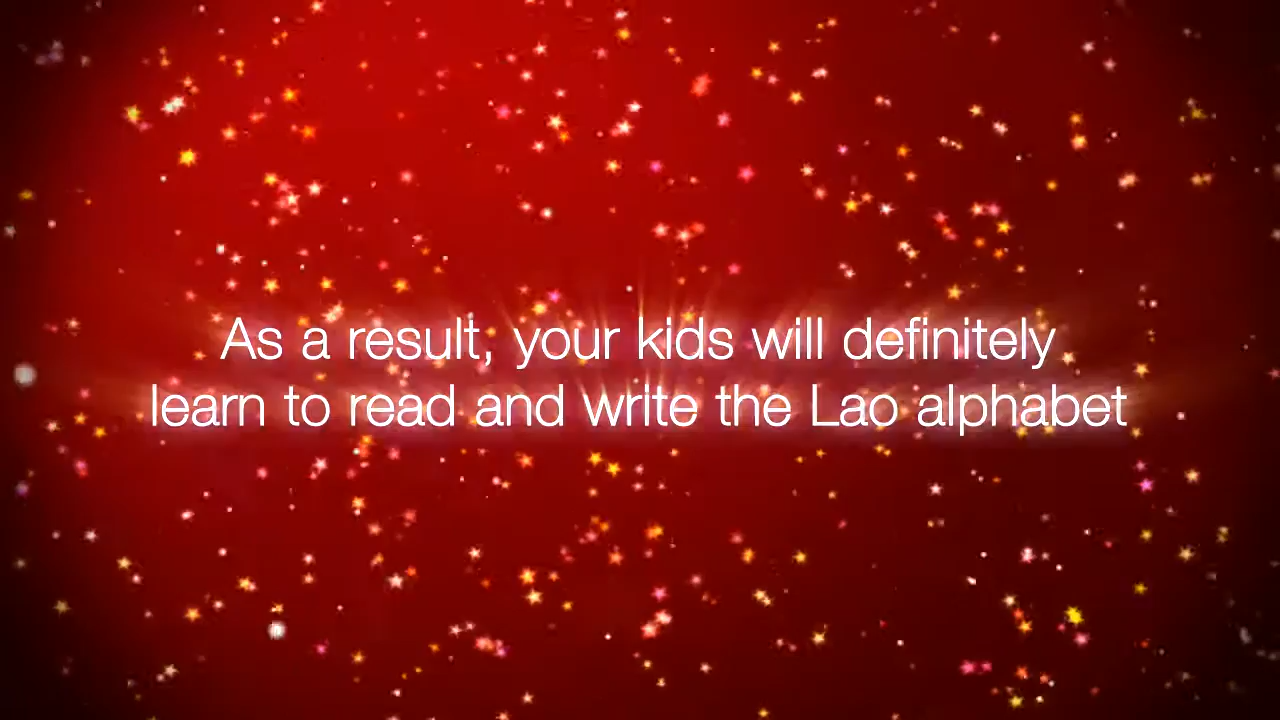 As a result, your kids will definitely
learn to read and write the Lao alphabet